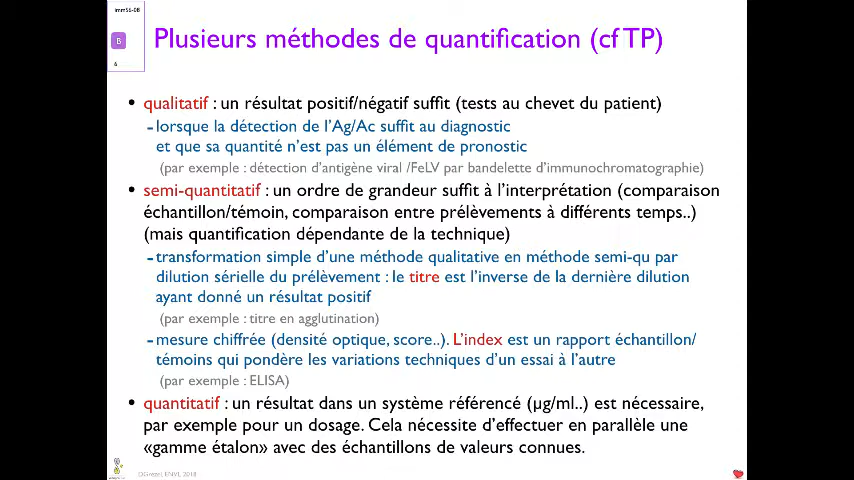 immS6-08
B
6
Plusieurs méthodes de quantification (cf TP)
• qualitatif : un résultat positif/négatif suffit (tests au chevet du patient)
- lorsque la détection de l'Ag/Ac suffit au diagnostic
et que sa quantité n'est pas un élément de pronostic
(par exemple : détection d'antigène viral /FeLV par bandelette d'immunochromatographie)
• semi-quantitatif : un ordre de grandeur suffit à l'interprétation (comparaison
échantillon/témoin, comparaison entre prélèvements à différents temps..)
(mais quantification dépendante de la technique)
- transformation simple d'une méthode qualitative en méthode semi-qu par
dilution sérielle du prélèvement : le titre est l'inverse de la dernière dilution
ayant donné un résultat positif
(par exemple : titre en agglutination)
- mesure chiffrée (densité optique, score..). L'index est un rapport échantillon/
témoins qui pondère les variations techniques d'un essai à l'autre
(par exemple : ELISA)
• quantitatif : un résultat dans un système référencé (µg/ml..) est nécessaire,
par exemple pour un dosage. Cela nécessite d'effectuer en parallèle une
«gamme étalon» avec des échantillons de valeurs connues.
ENVL 2018